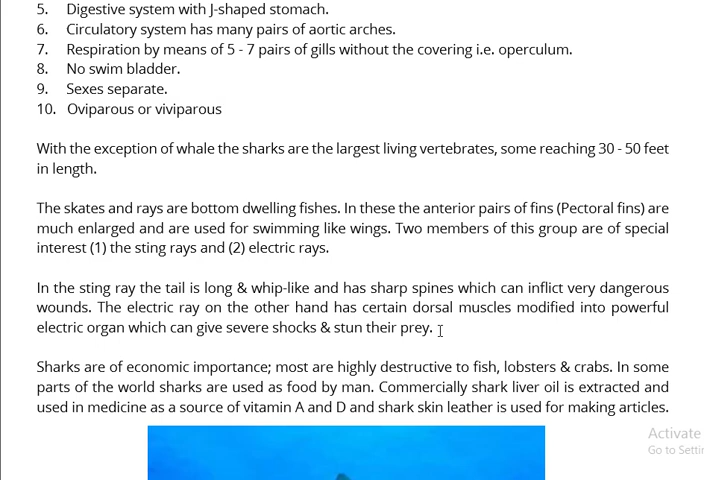 5. Digestive system with J-shaped stomach.
6. Circulatory system has many pairs of aortic arches.
7. Respiration by means of 5 - 7 pairs of gills without the covering i.e. operculum.
8. No swim bladder.
9. Sexes separate.
10. Oviparous or viviparous
With the exception of whale the sharks are the largest living vertebrates, some reaching 30 - 50 feet
in length.
The skates and rays are bottom dwelling fishes. In these the anterior pairs of fins (Pectoral fins) are
much enlarged and are used for swimming like wings. Two members of this group are of special
interest (1) the sting rays and (2) electric rays.
In the sting ray the tail is long & whip-like and has sharp spines which can inflict very dangerous
wounds. The electric ray on the other hand has certain dorsal muscles modified into powerful
electric organ which can give severe shocks & stun their prey.
Sharks are of economic importance; most are highly destructive to fish, lobsters & crabs. In some
parts of the world sharks are used as food by man. Commercially shark liver oil is extracted and
used in medicine as a source of vitamin A and D and shark skin leather is used for making articles.
Activate
Go to Settin